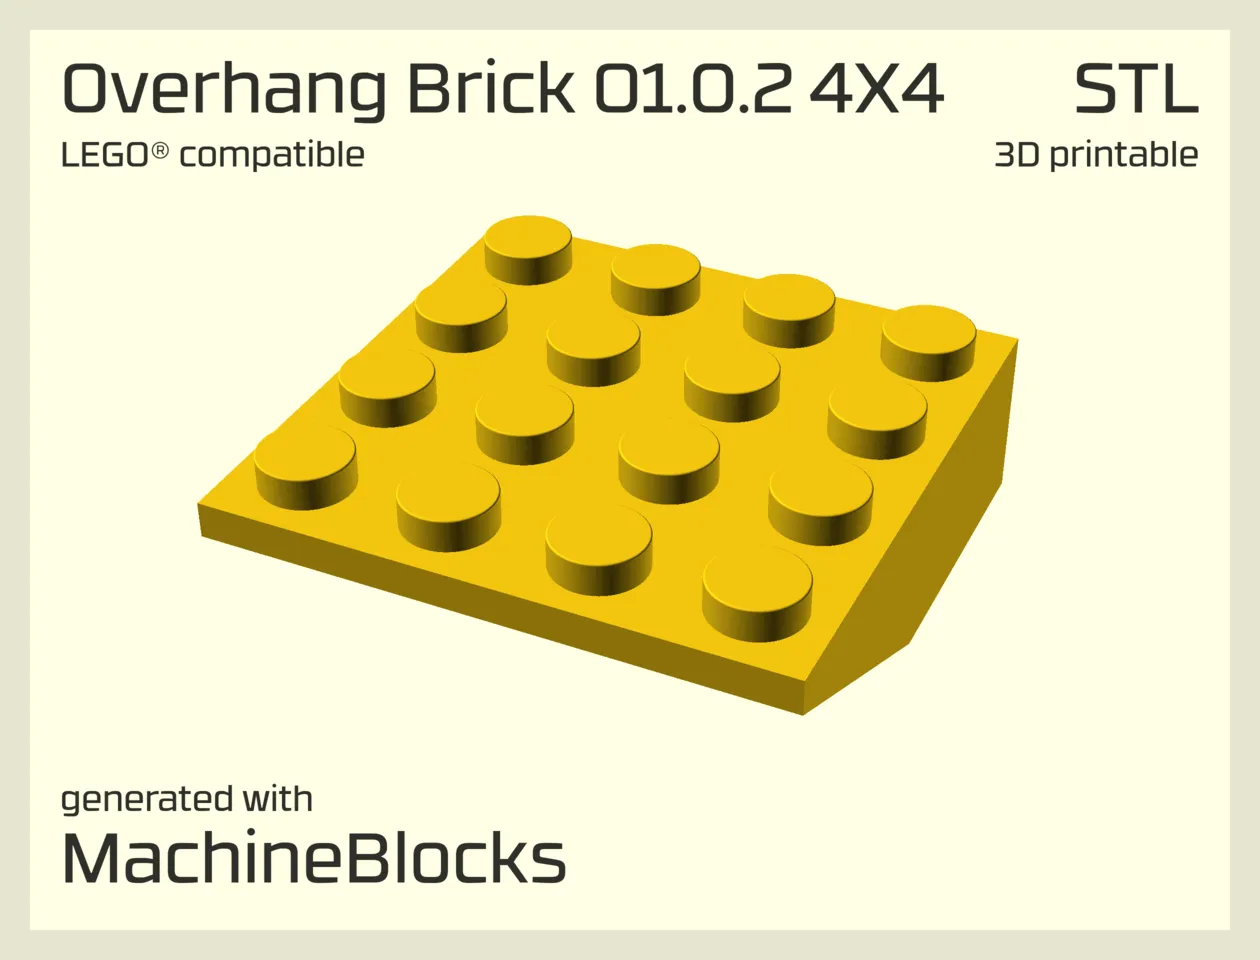 Overhang Brick 01.0.2 4X4 STL
LEGO® compatible 3D printable
generated with
MachineBlocks